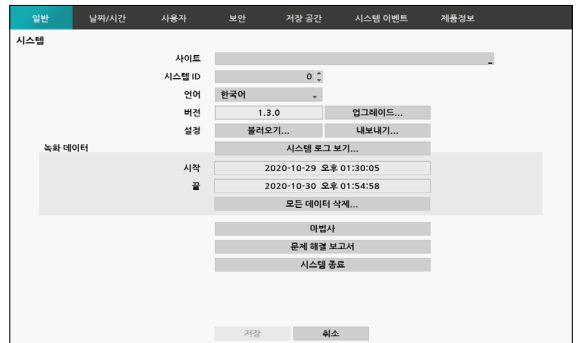 일반 날짜/시간 사용자 보안 저장 공간 시스템 이벤트 제품정보
시스템
사이트
시스템 ID 0
언어 한국어
버전 1.3.0 업그레이드...
설정 불러오기... 내보내기...
시스템 로그 보기...
녹화 데이터
시작 2020-10-29 오후 01:30:05
끝 2020-10-30 오후 01:54:58
모든 데이터 삭제...
마법사
문제 해결 보고서
시스템 종료
저장 취소